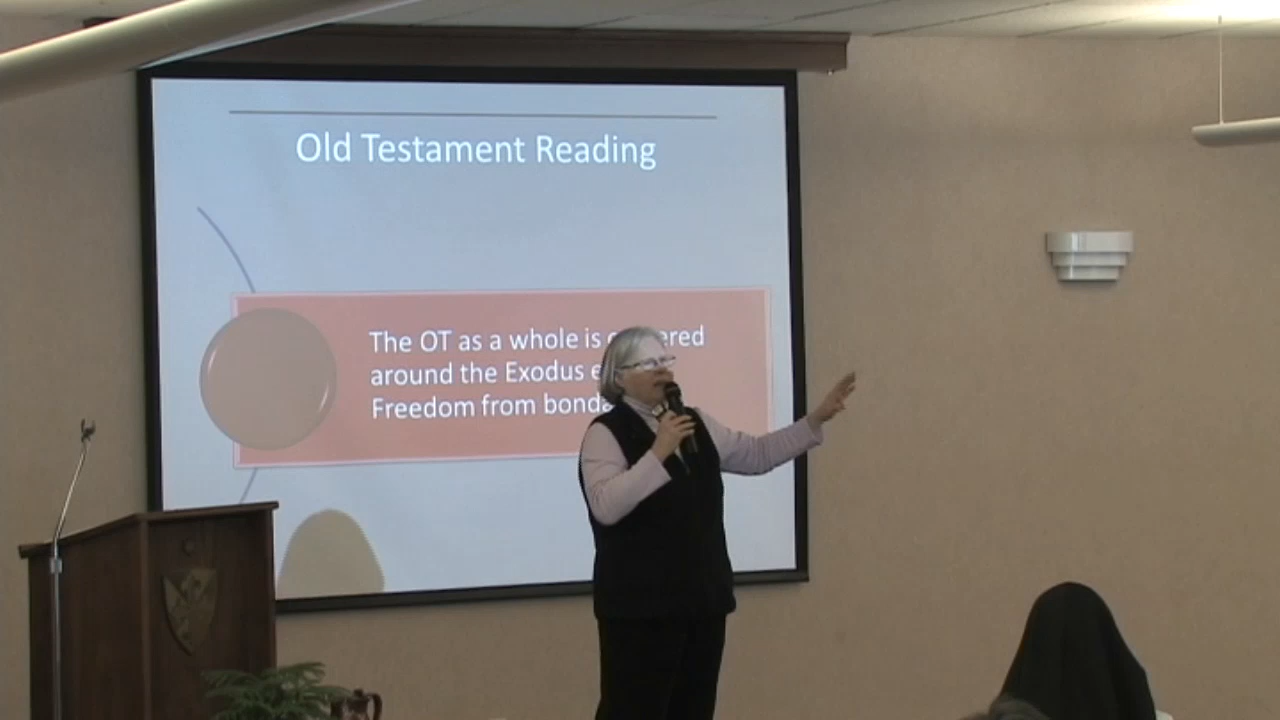 Old Testament Reading
The OT as a whole is
around the Exodus
Freedom from